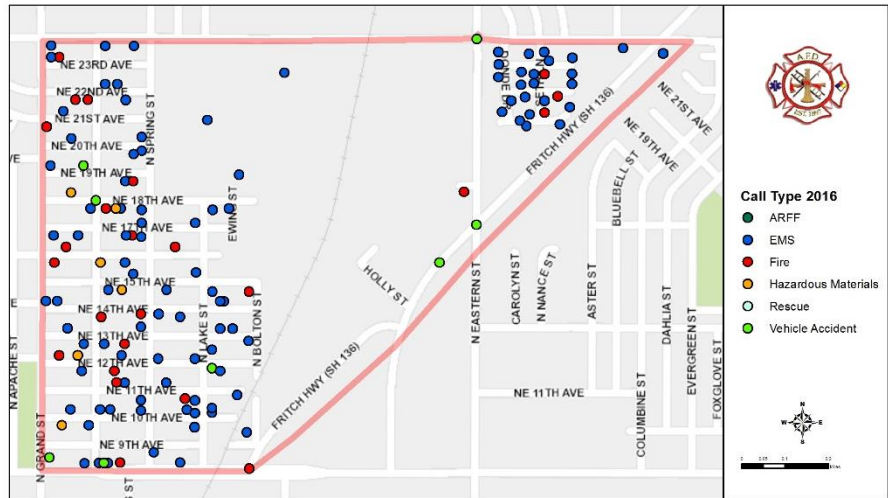 NE 23RD AVE
NE 22ND AVE
NE 21ST AVE
NE 20TH AVE
NE 19TH AVE
NE 18TH AVE
NE 17TH AVE
NE 15TH AVE
NE 14TH AVE
NE 13TH AVE
NE 12TH AVE
NE 11TH AVE
NE 10TH AVE
NE 9TH AVE
N SPRING ST
EWING ST
N LAKE ST
N BOLTON ST
N APACHE ST
N GRAND ST
FRITCH HWY (SH 136)
HOLLY ST
N EASTERN ST
FRITCH HWY (SH 136)
CAROLYN ST
N NANCE ST
ASTER ST
BLUEBELL ST
NE 21ST AVE
NE 19TH AVE
DAHLIA ST
EVERGREEN ST
FOXGLOVE ST
COLUMBINE ST
NE 11TH AVE
A.F.D
Call Type 2016
ARFF
EMS
Fire
Hazardous Materials
Rescue
Vehicle Accident
N
W
E
S